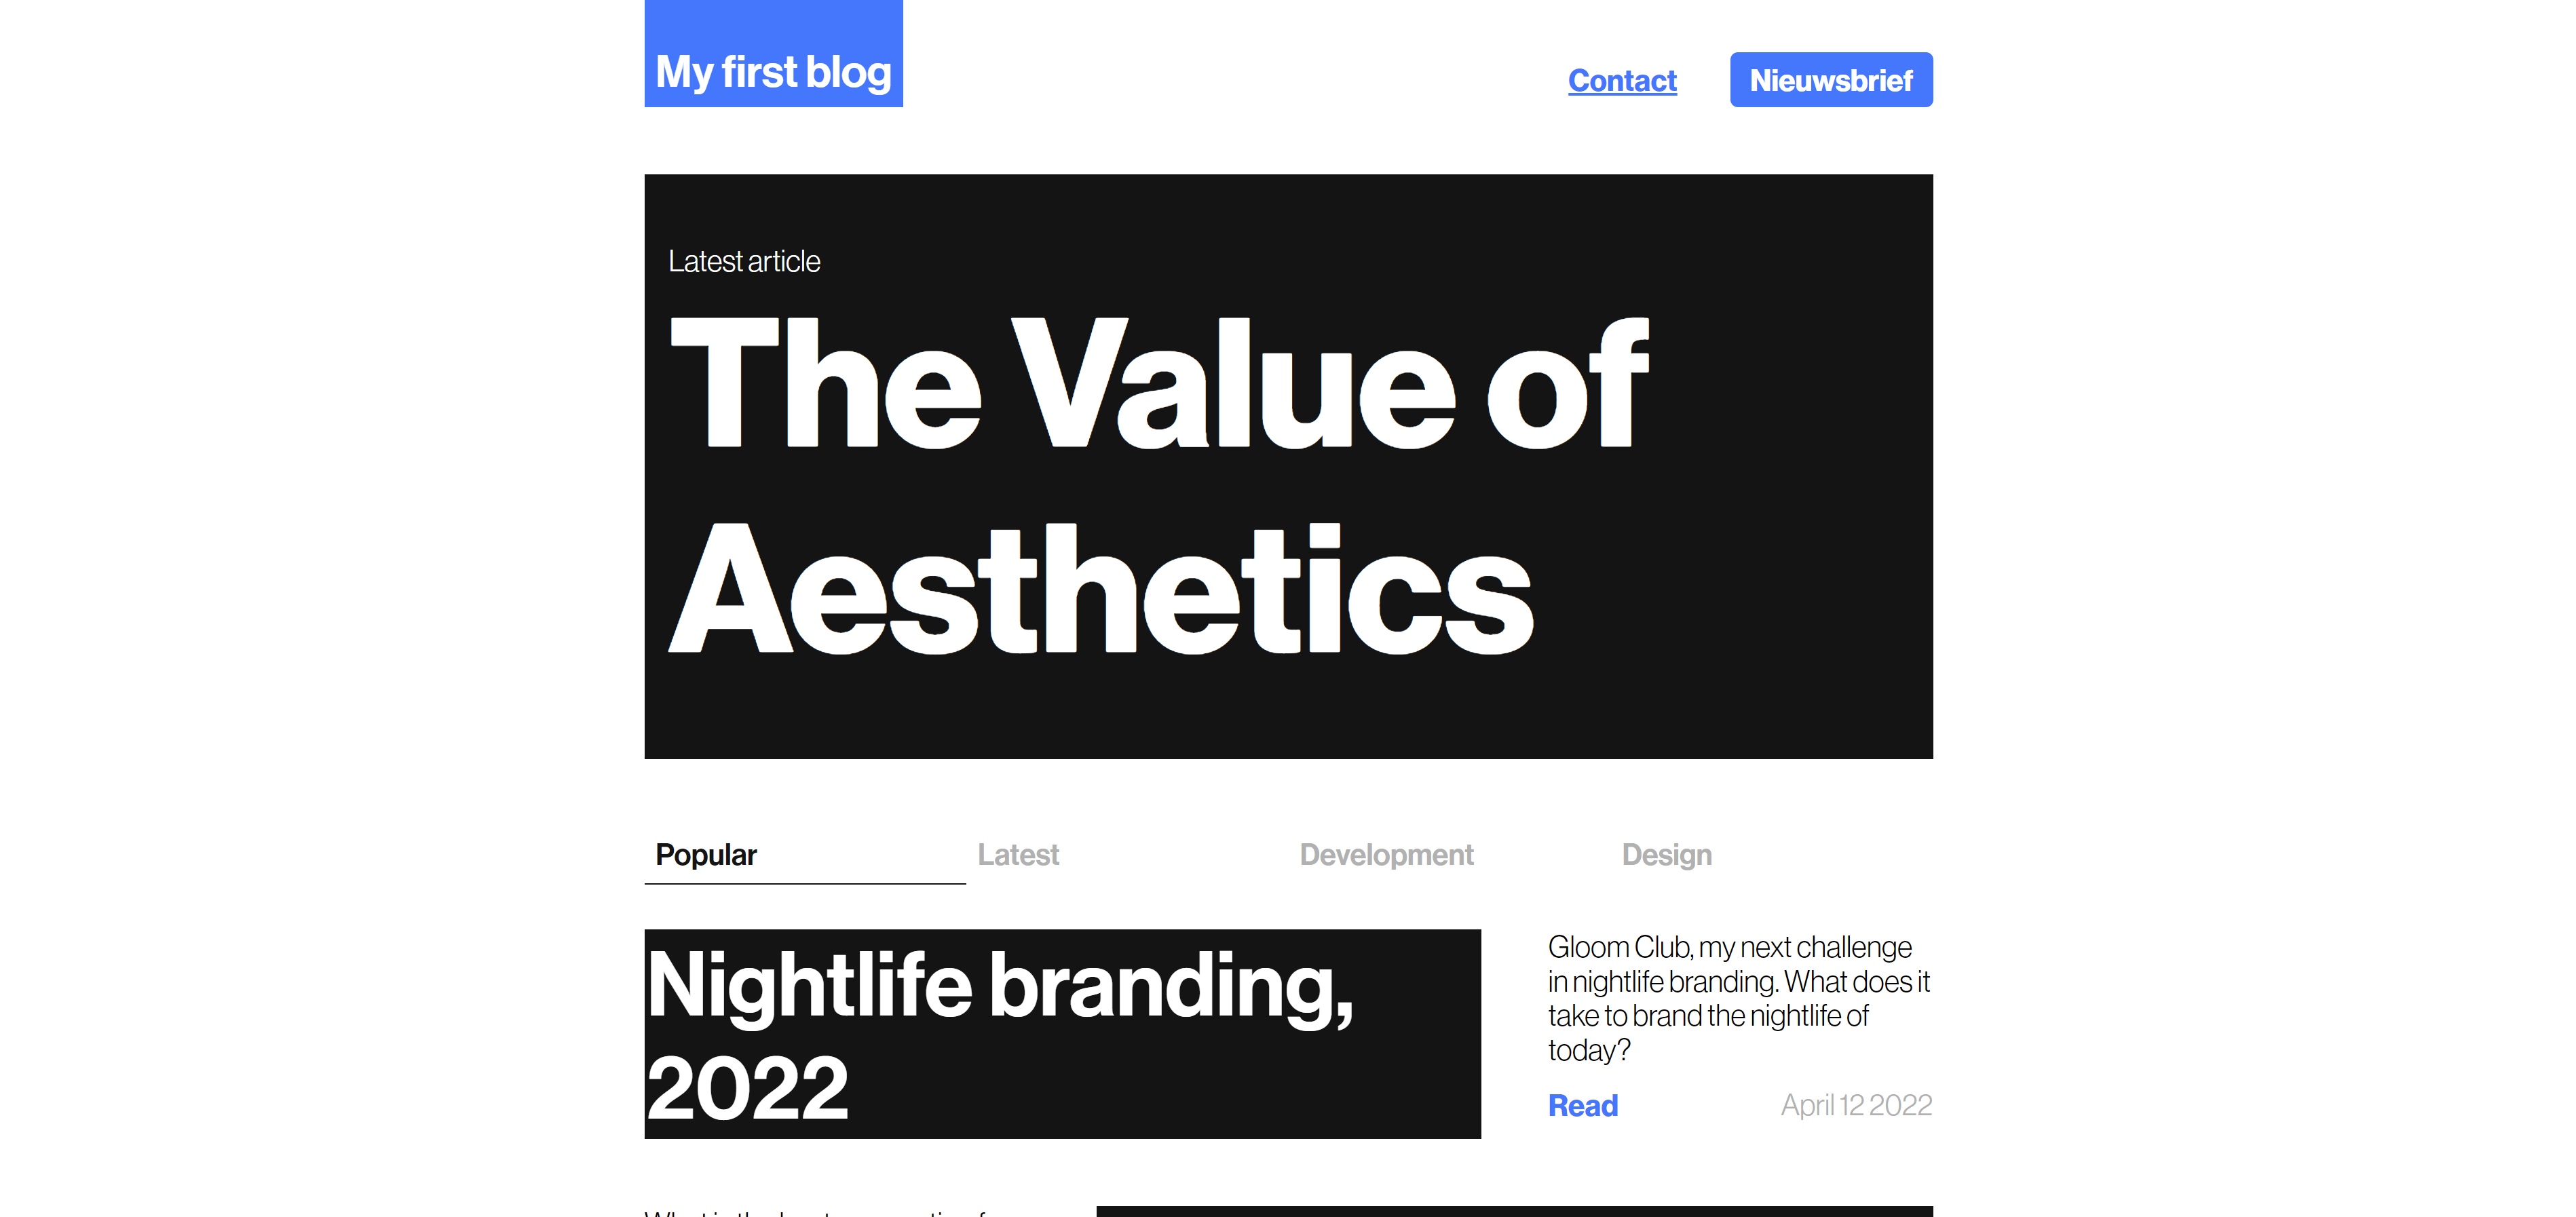 My first blog
Contact
Nieuwsbrief
Latest article
The Value of
Aesthetics
Popular
Latest
Development
Design
Nightlife branding,
2022
Gloom Club, my next challenge
in nightlife branding. What does it
take to brand the nightlife of
today?
Read
April 12 2022